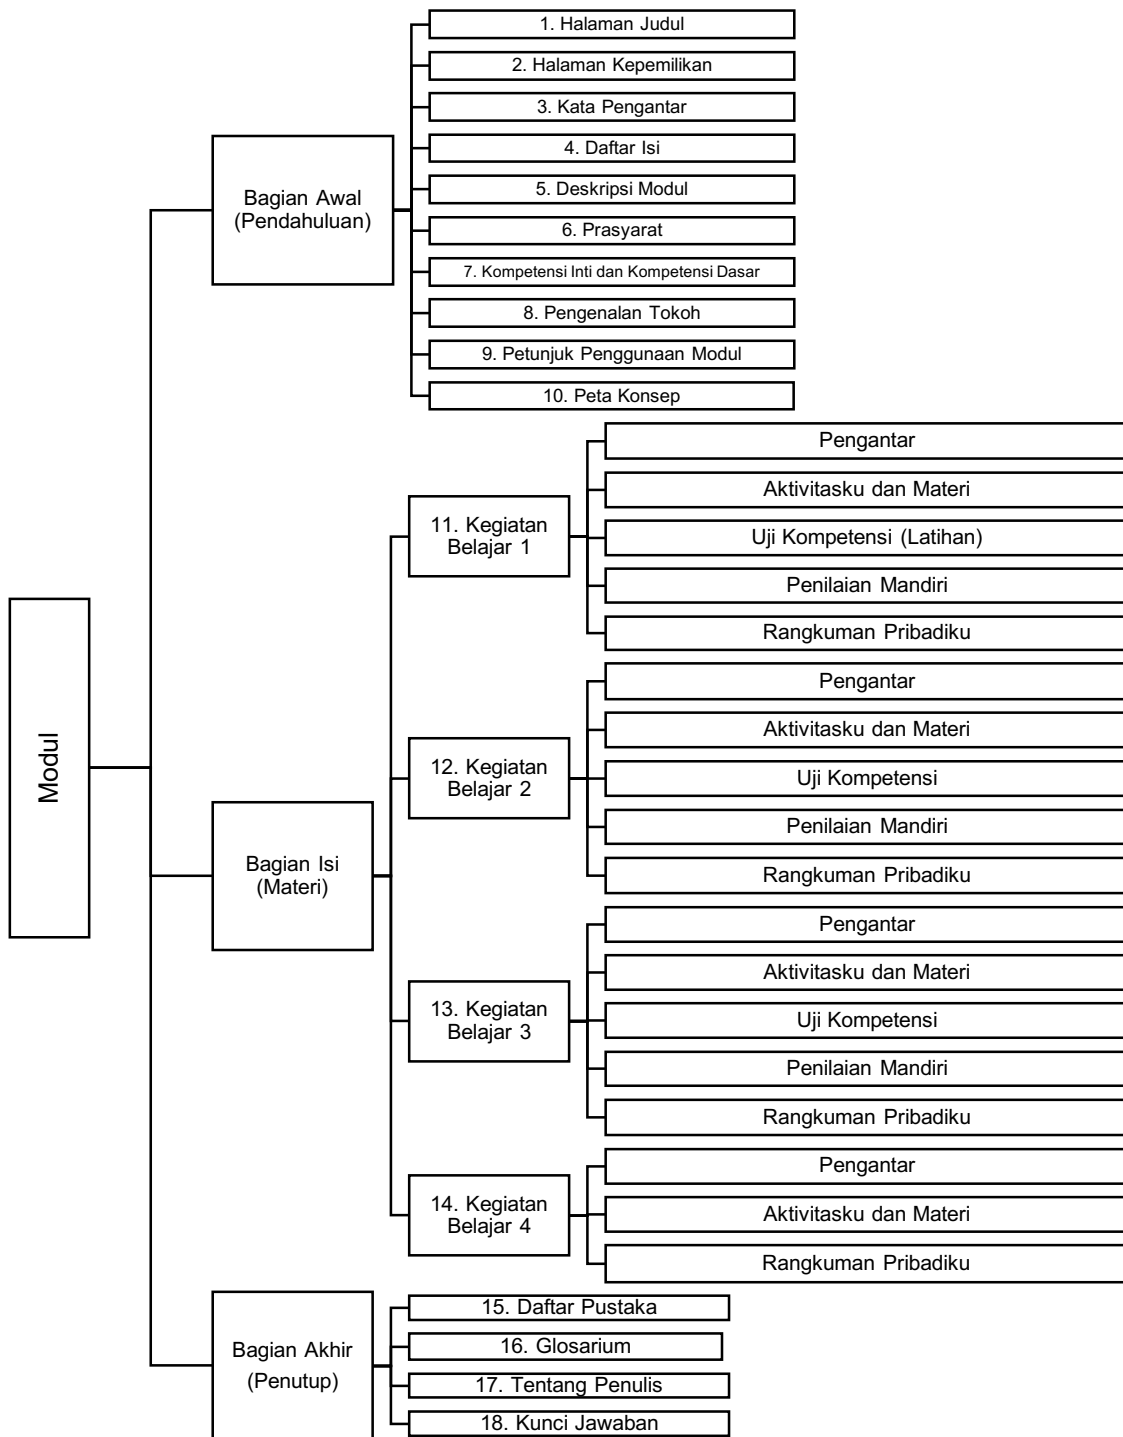 Modul
Bagian Awal
(Pendahuluan)
1. Halaman Judul
2. Halaman Kepemilikan
3. Kata Pengantar
4. Daftar Isi
5. Deskripsi Modul
6. Prasyarat
7. Kompetensi Inti dan Kompetensi Dasar
8. Pengenalan Tokoh
9. Petunjuk Penggunaan Modul
10. Peta Konsep
Bagian Isi
(Materi)
11. Kegiatan
Belajar 1
Pengantar
Aktivitasku dan Materi
Uji Kompetensi (Latihan)
Penilaian Mandiri
Rangkuman Pribadiku
12. Kegiatan
Belajar 2
Pengantar
Aktivitasku dan Materi
Uji Kompetensi
Penilaian Mandiri
Rangkuman Pribadiku
13. Kegiatan
Belajar 3
Pengantar
Aktivitasku dan Materi
Uji Kompetensi
Penilaian Mandiri
Rangkuman Pribadiku
14. Kegiatan
Belajar 4
Pengantar
Aktivitasku dan Materi
Rangkuman Pribadiku
Bagian Akhir
(Penutup)
15. Daftar Pustaka
16. Glosarium
17. Tentang Penulis
18. Kunci Jawaban